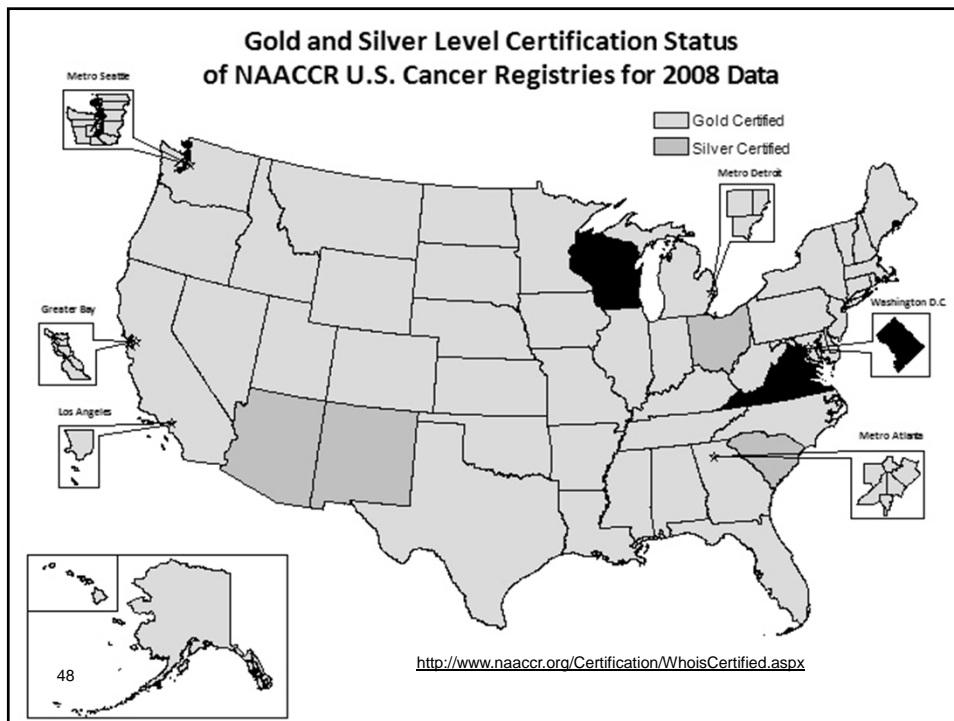 Gold and Silver Level Certification Status
of NAACCR U.S. Cancer Registries for 2008 Data
Metro Seattle
Gold Certified
Silver Certified
Metro Detroit
Greater Bay
Washington D.C.
Los Angeles
Metro Atlanta
48
http://www.naaccr.org/Certification/WhoisCertified.aspx